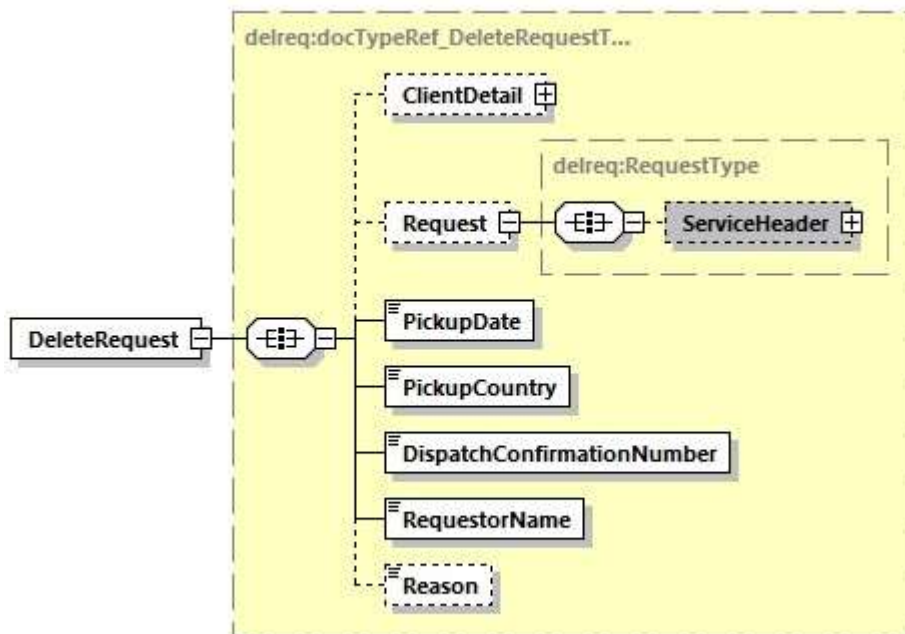 delreq:docTypeRef_DeleteRequestT...
ClientDetail
delreq:RequestType
Request
ServiceHeader
PickupDate
DeleteRequest
PickupCountry
DispatchConfirmationNumber
RequestorName
Reason